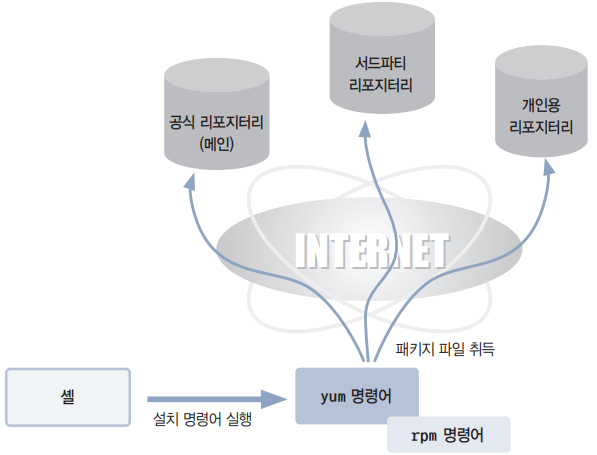 서드파티
리포지터리
개인용
리포지터리
공식 리포지터리
(메인)
INTERNET
패키지 파일 취득
셸
설치 명령어 실행
yum 명령어
rpm 명령어